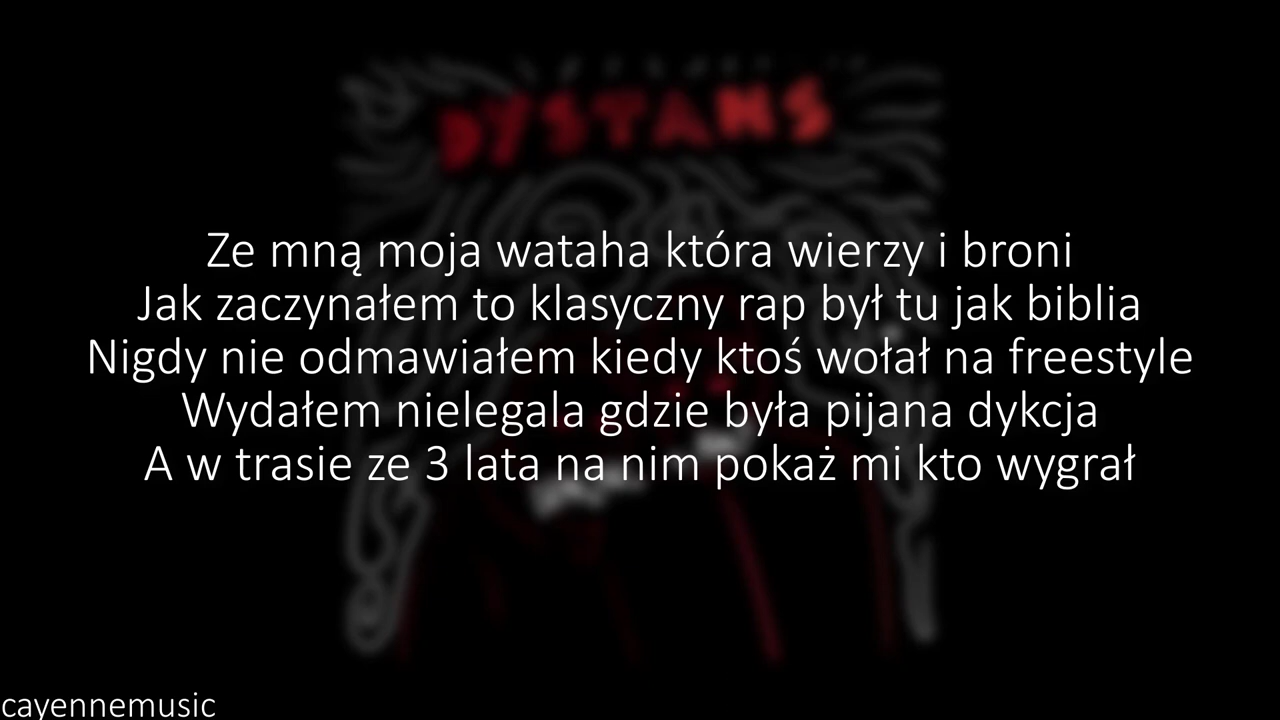 DYSTANS
Ze mną moja wataha która wierzy i broni
Jak zaczynałem to klasyczny rap był tu jak biblia
Nigdy nie odmawiałem kiedy ktoś wołał na freestyle
Wydałem nielegala gdzie była pijana dykcja
A w trasie ze 3 lata na nim pokaż mi kto wygrał
cayennemusic